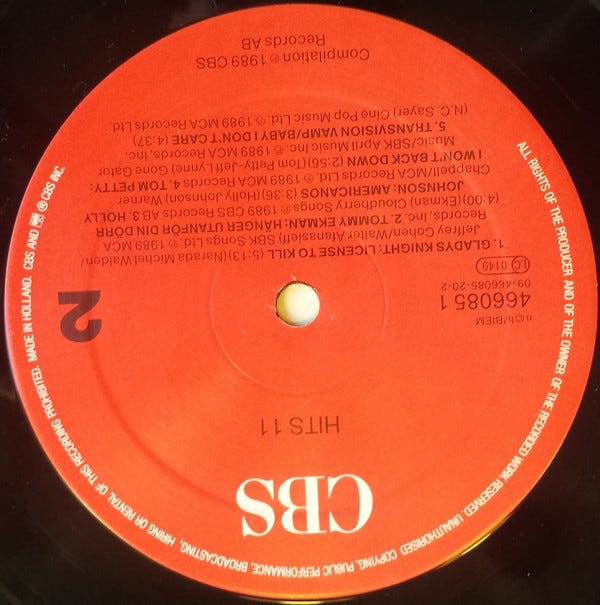 CBS
HITS 11
n©b/BIEM
466085 1
09-466085-20-2
LC 0149
2
1. GLADYS KNIGHT: LICENSE TO KILL (5:13) (Narada Michel Walden/
Jeffrey Walter/Cohen/Walter Afanasieff) SBK Songs Ltd. ℗ 1989 MCA
Records, Inc. 2. TOMMY EKMAN: HÄNGER UTANFÖR DIN DÖRR
(4:00) (Ekman) Cloudberry Songs ℗ 1989 CBS Records AB 3. HOLLY
JOHNSON: AMERICANOS (3:36) (Holly Johnson) Warner
Chappell/MCA Records Ltd. ℗ 1989 MCA Records Ltd. 4. TOM PETTY:
I WON'T BACK DOWN (2:56) (Tom Petty-Jeff Lynne) Gone Gator
Music/SBK April Music Inc. ℗ 1989 MCA Records, Inc.
5. TRANSVISION VAMP/BABY I DON'T CARE (4:37)
(N.C. Sayer) Cine Pop Music Ltd. ℗ 1989 MCA Records Ltd.
Compilation ℗ 1989 CBS
Records AB
ALL RIGHTS OF THE PRODUCER AND OF THE OWNER OF THE RECORDED WORK RESERVED. UNAUTHORISED COPYING, PUBLIC PERFORMANCE, BROADCASTING, HIRING OR RENTAL OF THIS RECORDING PROHIBITED. MADE IN HOLLAND. CBS AND ® CBS INC.